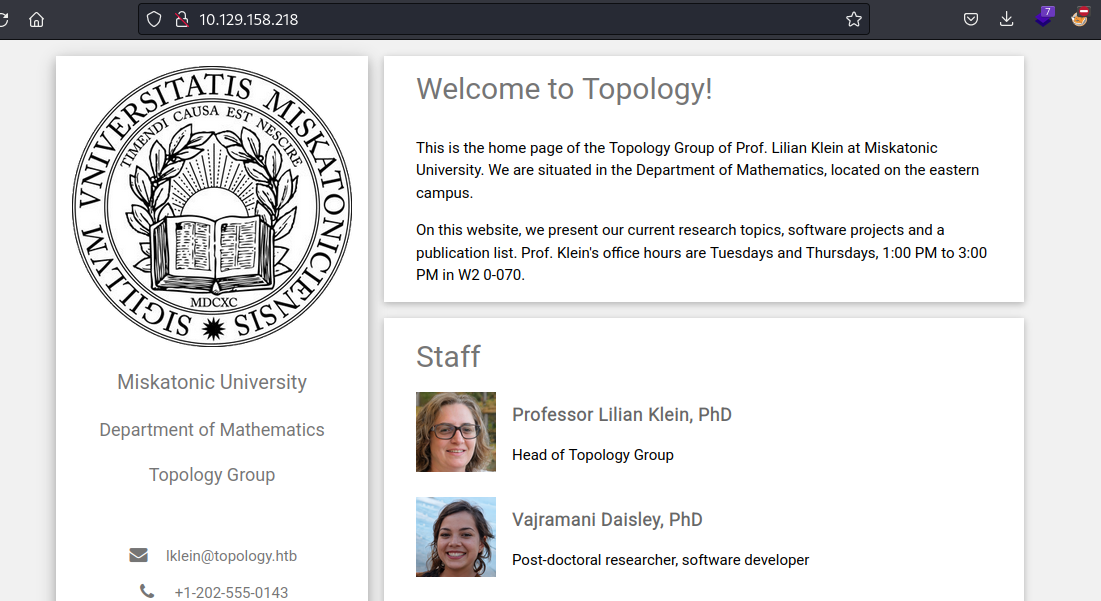 10.129.158.218
7
VNIVERSITATIS MISKATONICIENSIS SIGILLVM
TIMENDI CAUSA EST NESCIRE
MDCXC
Miskatonic University
Department of Mathematics
Topology Group
lklein@topology.htb
+1-202-555-0143
Welcome to Topology!
This is the home page of the Topology Group of Prof. Lilian Klein at Miskatonic
University. We are situated in the Department of Mathematics, located on the eastern
campus.
On this website, we present our current research topics, software projects and a
publication list. Prof. Klein's office hours are Tuesdays and Thursdays, 1:00 PM to 3:00
PM in W2 0-070.
Staff
Professor Lilian Klein, PhD
Head of Topology Group
Vajramani Daisley, PhD
Post-doctoral researcher, software developer